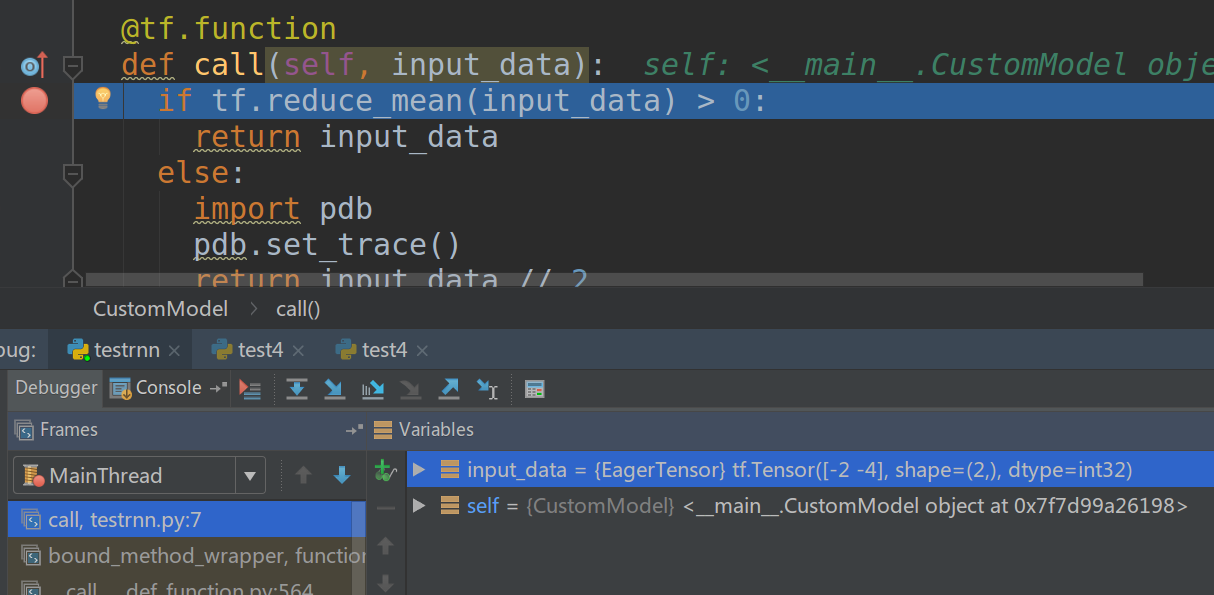 @tf.function
def call(self, input_data):  self: <__main__.CustomModel obje
if tf.reduce_mean(input_data) > 0:
return input_data
else:
import pdb
pdb.set_trace()
return input_data // 2
CustomModel > call()
bug: testrnn × test4 × test4 ×
Debugger Console
Frames Variables
MainThread
input_data = {EagerTensor} tf.Tensor([-2 -4], shape=(2,), dtype=int32)
self = {CustomModel} <__main__.CustomModel object at 0x7f7d99a26198>
call, testrnn.py:7
bound_method_wrapper, function
__call__, def_function.py:564